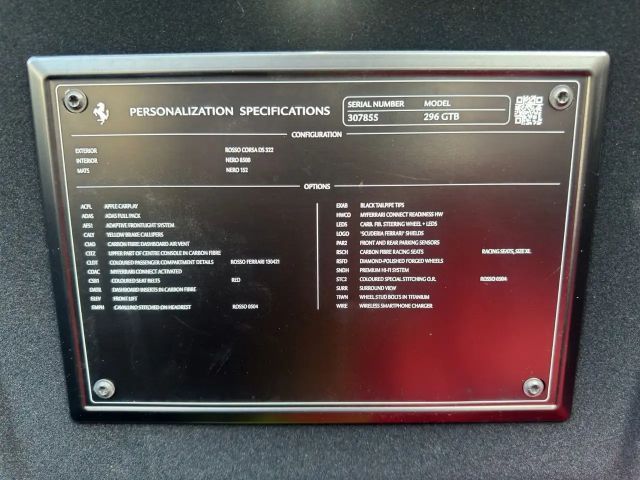 PERSONALIZATION SPECIFICATIONS
SERIAL NUMBER MODEL
307855 296 GTB
CONFIGURATION
EXTERIOR ROSSO CORSA DS 322
INTERIOR NERO 8500
MATS NERO 152
OPTIONS
ACPL APPLE CARPLAY
ADAS ADAS FULL PACK
AFS1 ADAPTIVE FRONTLIGHT SYSTEM
CALY YELLOW BRAKE CALLIPERS
CARBON FIBRE DASHBOARD AIR VENT
UPPER PART OF CENTRE CONSOLE IN CARBON FIBRE
CLDT COLOURED PASSENGER COMPARTMENT DETAILS ROSSO FERRARI 130421
COAC MYFERRARI CONNECT ACTIVATED
CSB1 COLOURED SEAT BELTS RED
DASHBOARD INSERTS IN CARBON FIBRE
ELEV FRONT LIFT
EMPH CAVALLINO STITCHED ON HEADREST ROSSO 0504
EXAB BLACK TAILPIPE TIPS
HWCO MYFERRARI CONNECT READINESS HW
LEDS CARB. FIB. STEERING WHEEL + LEDS
LOGO "SCUDERIA FERRARI" SHIELDS
PAR2 FRONT AND REAR PARKING SENSORS
RSCH CARBON FIBRE RACING SEATS RACING SEATS, SIZE XL
RSFD DIAMOND-POLISHED FORGED WHEELS
SNDH PREMIUM HI-FI SYSTEM
STC2 COLOURED SPECIAL STITCHING O.R. ROSSO 0504
SURR SURROUND VIEW
TIWN WHEEL STUD BOLTS IN TITANIUM
WIRE WIRELESS SMARTPHONE CHARGER